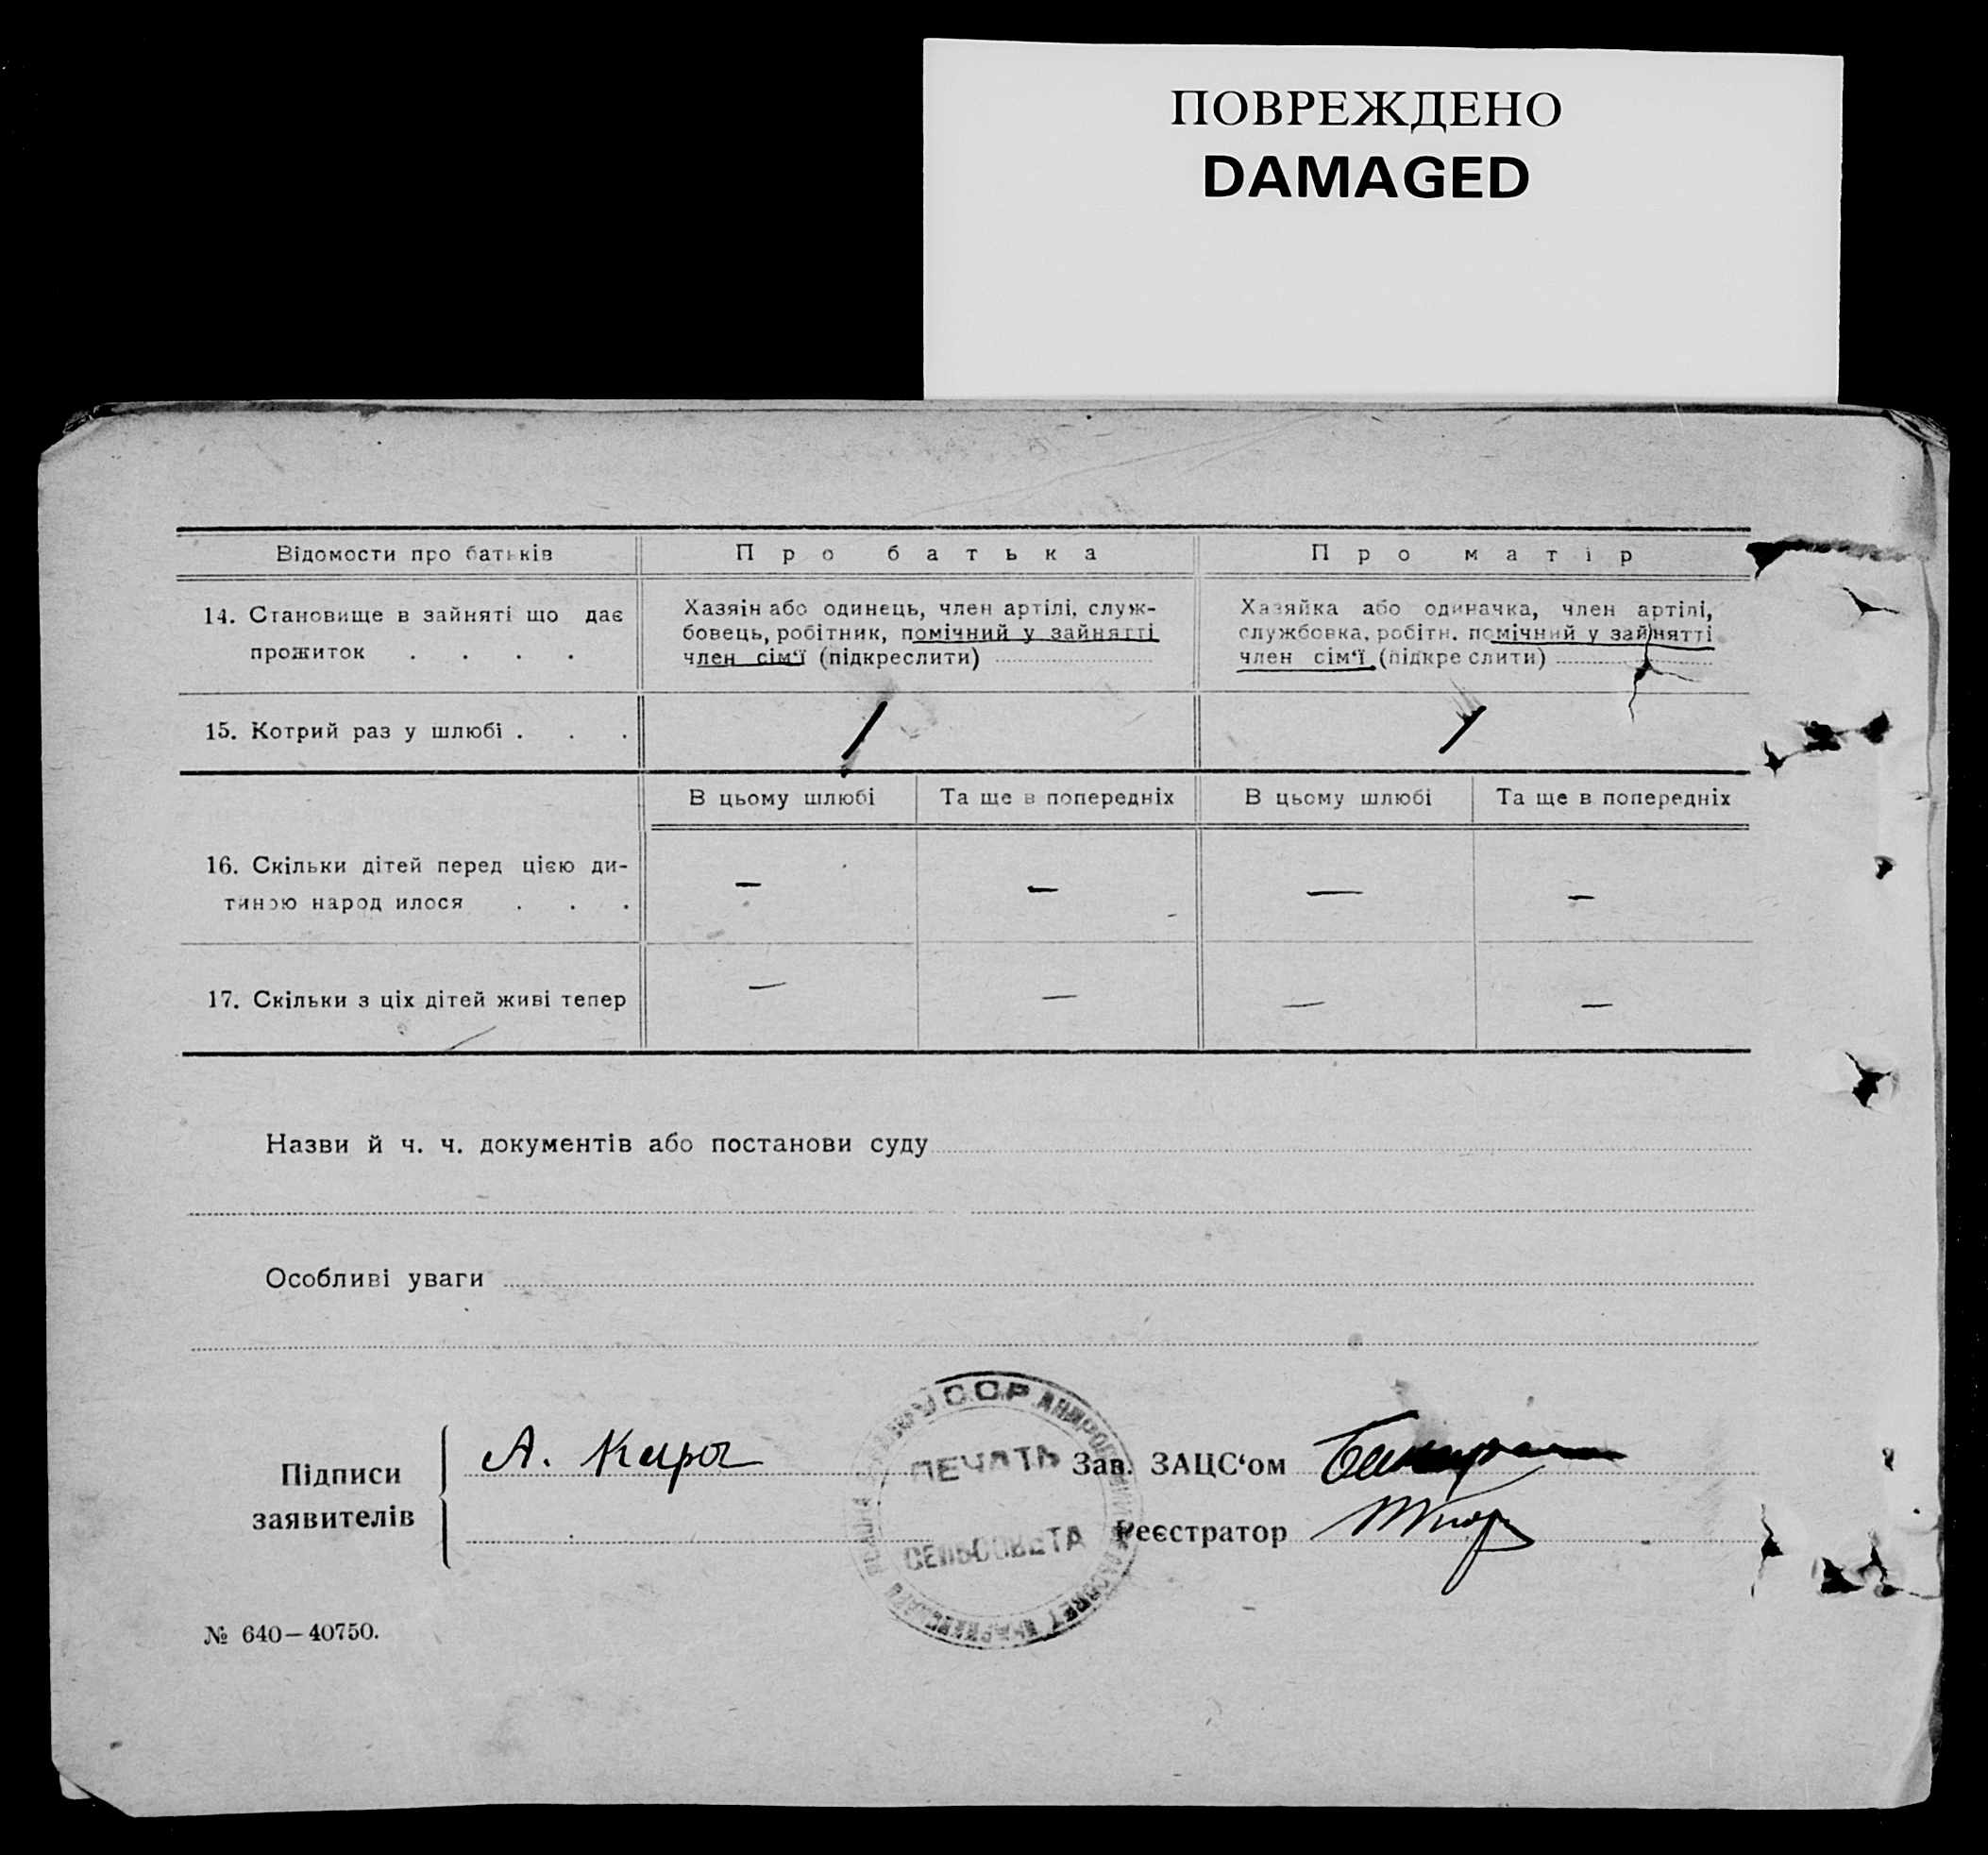 ПОВРЕЖДЕНО
DAMAGED
Відомости про батьків
Про батька
Про матір
14. Становище в зайняті що дає
прожиток . . . .
Хазяін або одинець, член артілі, служ-
бовець, робітник, помічний у зайнятті
член сім‘ї (підкреслити)
Хазяйка або одиначка, член артілі,
службовка, робітн. помічний у зайнятті
член сім‘ї (підкреслити)
15. Котрий раз у шлюбі . . .
/
/
В цьому шлюбі
Та ще в попередніх
В цьому шлюбі
Та ще в попередніх
16. Скільки дітей перед цією ди-
тиною народилося . . .
— — — —
17. Скільки з ціх дітей живі тепер
— — — —
Назви й ч. ч. документів або постанови суду
Особливі уваги
Підписи
заявителів
А.
УССР
ПЕЧАТЬ
СЕЛЬСОВЕТА
Зав. ЗАЦС‘ом
Реєстратор
№ 640—40750.